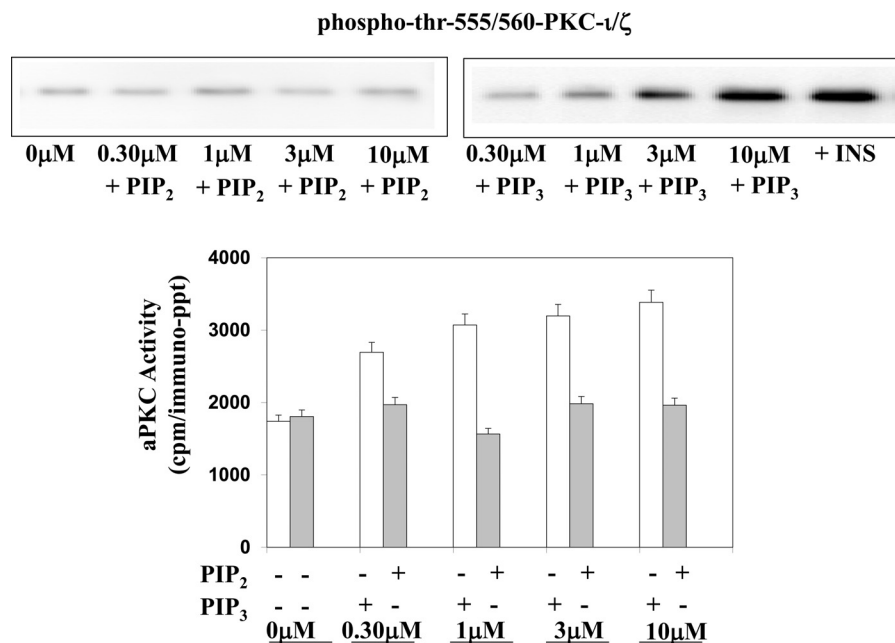 phospho-thr-555/560-PKC-ι/ζ
0μM 0.30μM 1μM 3μM 10μM 0.30μM 1μM 3μM 10μM + INS
+ PIP₂ + PIP₂ + PIP₂ + PIP₂ + PIP₃ + PIP₃ + PIP₃ + PIP₃
4000
3000
2000
1000
0
aPKC Activity
(cpm/immuno-ppt)
PIP₂ - - - + - + - + - +
PIP₃ - - + - + - + - + -
0μM 0.30μM 1μM 3μM 10μM